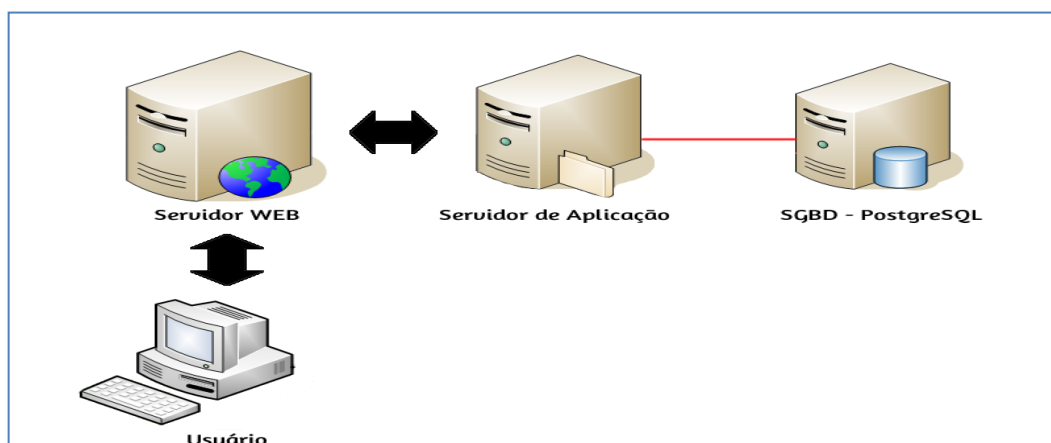 Servidor WEB
Servidor de Aplicação
SGBD - PostgreSQL
Usuário